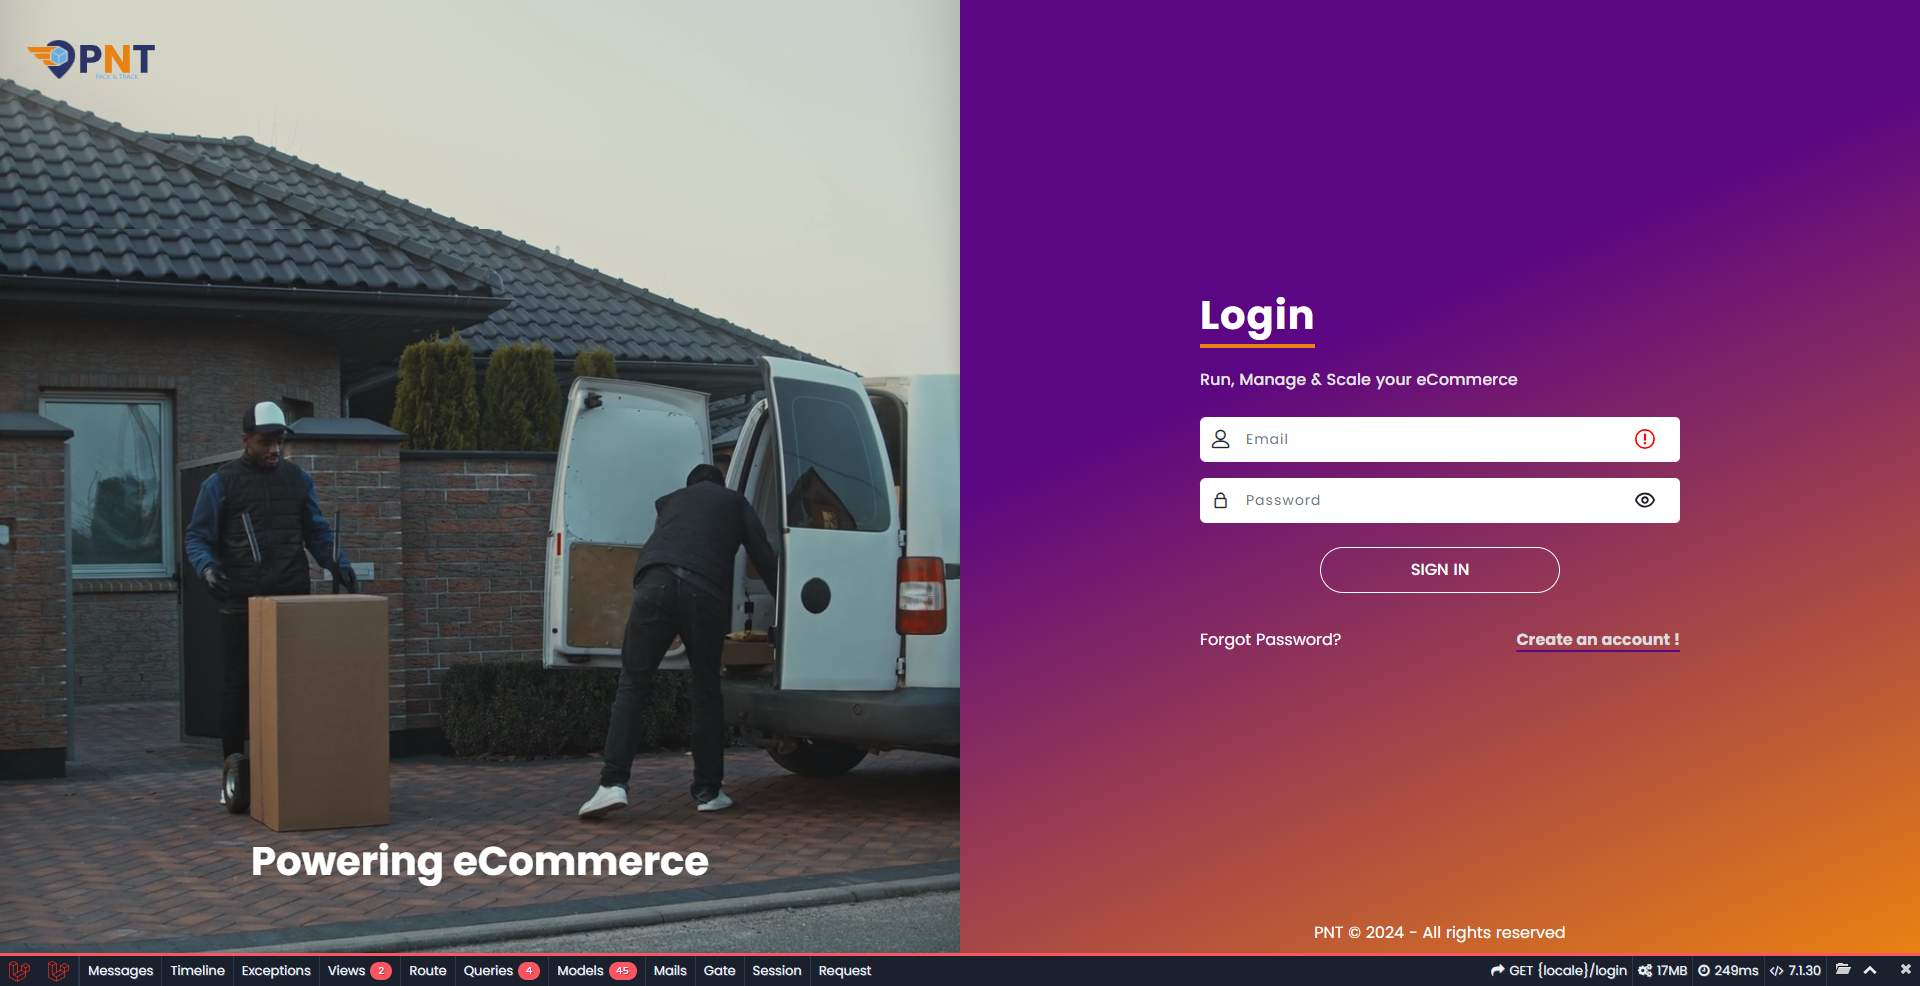 PNT
PACK & TRACK
Powering eCommerce
Login
Run, Manage & Scale your eCommerce
Email
Password
SIGN IN
Forgot Password?
Create an account !
PNT © 2024 - All rights reserved
Messages Timeline Exceptions Views 2 Route Queries 4 Models 45 Mails Gate Session Request GET {locale}/login 17MB 249ms 7.1.30